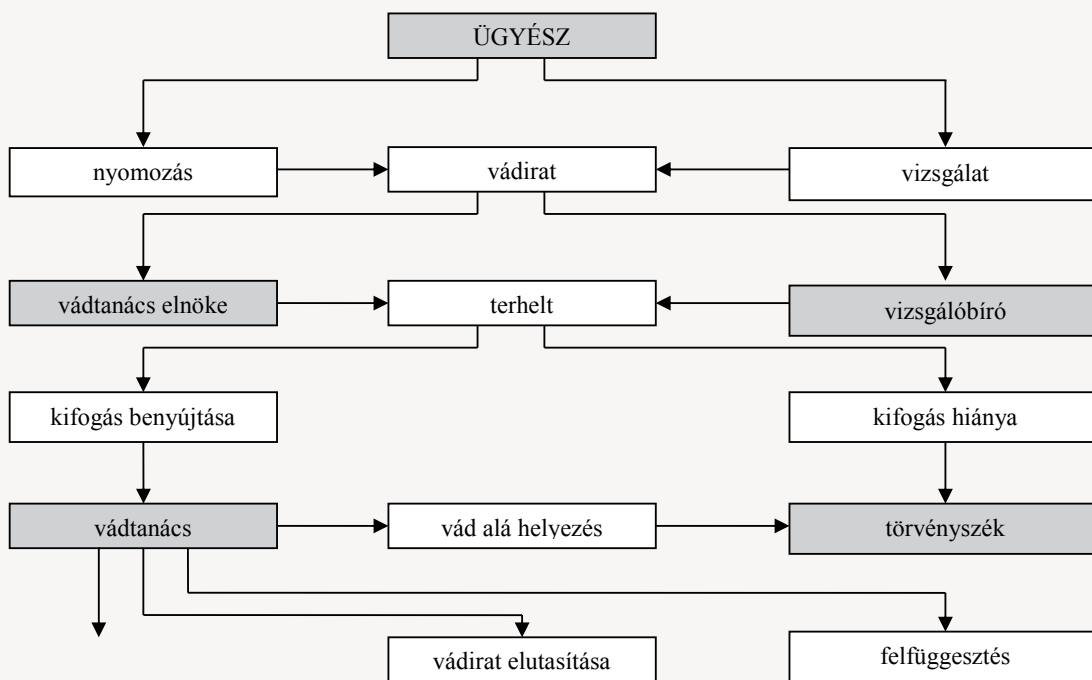 ÜGYÉSZ
nyomozás
vádirat
vizsgálat
vádtanács elnöke
terhelt
vizsgálóbíró
kifogás benyújtása
kifogás hiánya
vádtanács
vád alá helyezés
törvényszék
vádirat elutasítása
felfüggesztés